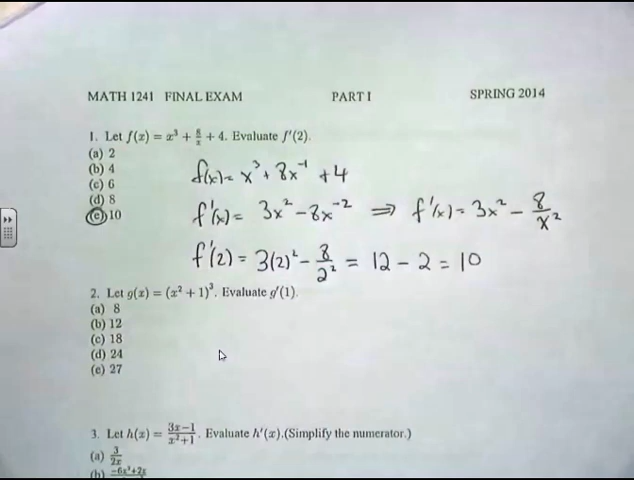 MATH 1241 FINAL EXAM PART I SPRING 2014
1. Let f(x) = x³ + 8/x + 4. Evaluate f′(2).
(a) 2
(b) 4
(c) 6
(d) 8
(e) 10
f(x) = x³ + 8x⁻¹ + 4
f′(x) = 3x² − 8x⁻² ⇒ f′(x) = 3x² − 8/x²
f′(2) = 3(2)² − 8/2² = 12 − 2 = 10
2. Let g(x) = (x² + 1)³. Evaluate g′(1).
(a) 8
(b) 12
(c) 18
(d) 24
(e) 27
3. Let h(x) = (3x−1)/(x²+1). Evaluate h′(x).(Simplify the numerator.)
(a) 3/2x
(b) −6x³+2x